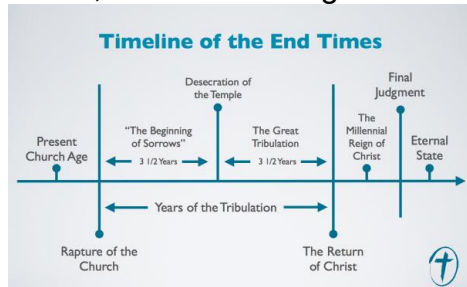 Timeline of the End Times
Desecration of
the Temple
Final
Judgment
Present
Church Age
"The Beginning
of Sorrows"
3 1/2 Years
The Great
Tribulation
3 1/2 Years
The
Millennial
Reign of
Christ
Eternal
State
Years of the Tribulation
Rapture of the
Church
The Return
of Christ